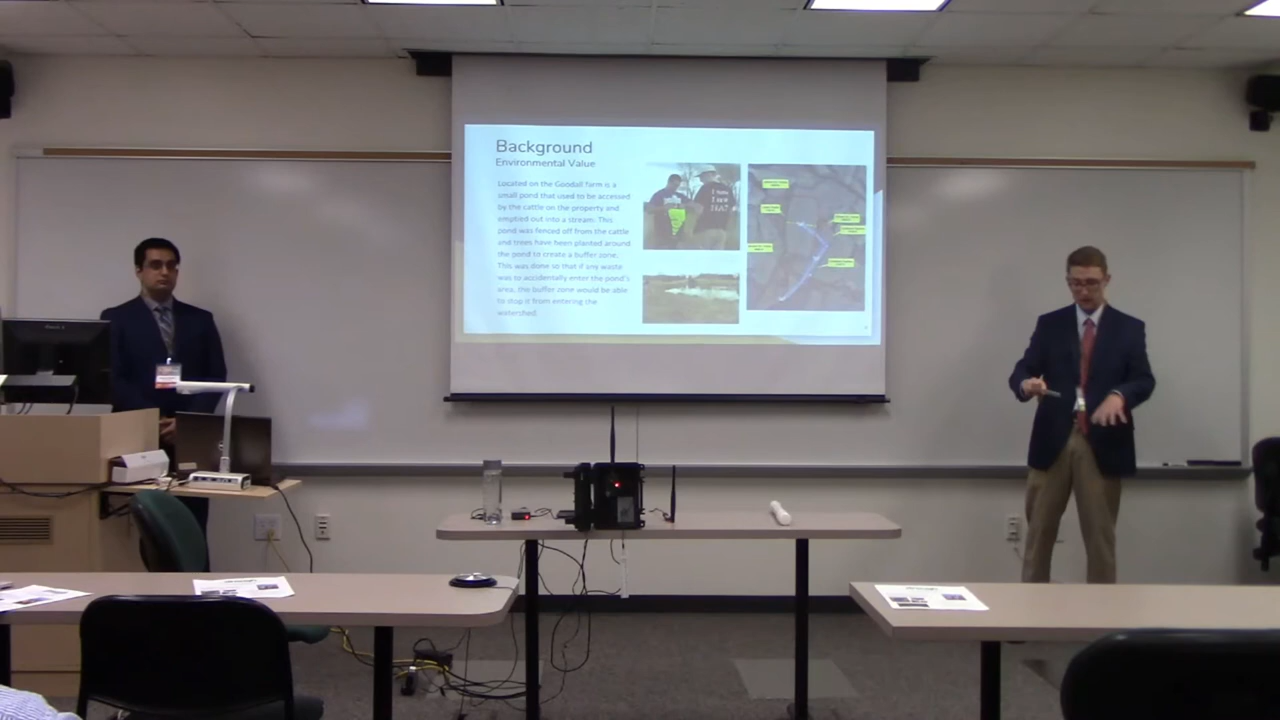 Background
Environmental Value
Located on the Goodall farm is a
small pond that used to be accessed
by the cattle on the property and
emptied out into a stream. This
pond was fenced off from the cattle
and trees have been planted around
the pond to create a buffer zone.
This was done so that if any waste
was to accidentally enter the pond's
area, the buffer zone would be able
to stop it from entering the
watershed.